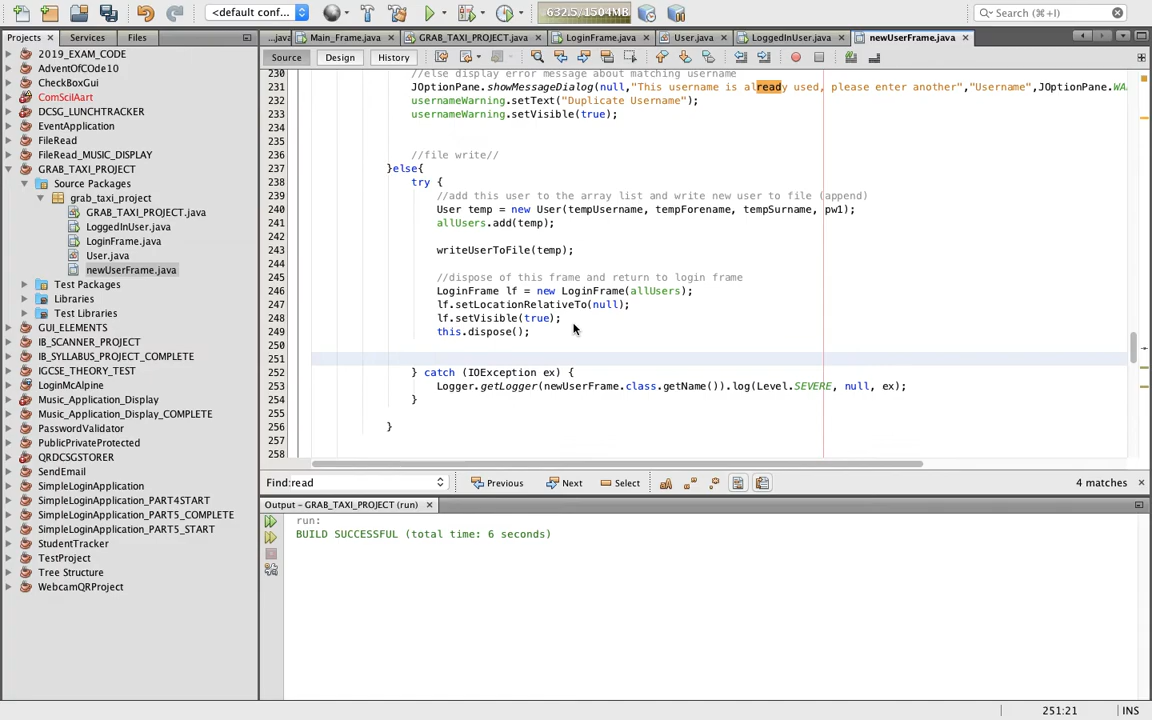 <default conf...
632.5/1504MB
Search (⌘+I)
Projects
Services
Files
...java
Main_Frame.java
GRAB_TAXI_PROJECT.java
LoginFrame.java
User.java
LoggedInUser.java
newUserFrame.java
Source
Design
History
2019_EXAM_CODE
AdventOfCOde10
CheckBoxGui
ComSciIAart
DCSG_LUNCHTRACKER
EventApplication
FileRead
FileRead_MUSIC_DISPLAY
GRAB_TAXI_PROJECT
Source Packages
grab_taxi_project
GRAB_TAXI_PROJECT.java
LoggedInUser.java
LoginFrame.java
User.java
newUserFrame.java
Test Packages
Libraries
Test Libraries
GUI_ELEMENTS
IB_SCANNER_PROJECT
IB_SYLLABUS_PROJECT_COMPLETE
IGCSE_THEORY_TEST
LoginMcAlpine
Music_Application_Display
Music_Application_Display_COMPLETE
PasswordValidator
PublicPrivateProtected
QRDCSGSTORER
SendEmail
SimpleLoginApplication
SimpleLoginApplication_PART4START
SimpleLoginApplication_PART5_COMPLETE
SimpleLoginApplication_PART5_START
StudentTracker
TestProject
Tree Structure
WebcamQRProject
230 //else display error message about matching username
231 JOptionPane.showMessageDialog(null,"This username is already used, please enter another","Username",JOptionPane.WA
232 usernameWarning.setText("Duplicate Username");
233 usernameWarning.setVisible(true);
234
235
236 //file write//
237 }else{
238 try {
239 //add this user to the array list and write new user to file (append)
240 User temp = new User(tempUsername, tempForename, tempSurname, pw1);
241 allUsers.add(temp);
242
243 writeUserToFile(temp);
244
245 //dispose of this frame and return to login frame
246 LoginFrame lf = new LoginFrame(allUsers);
247 lf.setLocationRelativeTo(null);
248 lf.setVisible(true);
249 this.dispose();
250
251
252 } catch (IOException ex) {
253 Logger.getLogger(newUserFrame.class.getName()).log(Level.SEVERE, null, ex);
254 }
255
256 }
257
258
Find:read
Previous
Next
Select
4 matches
Output – GRAB_TAXI_PROJECT (run)
run:
BUILD SUCCESSFUL (total time: 6 seconds)
251:21
INS